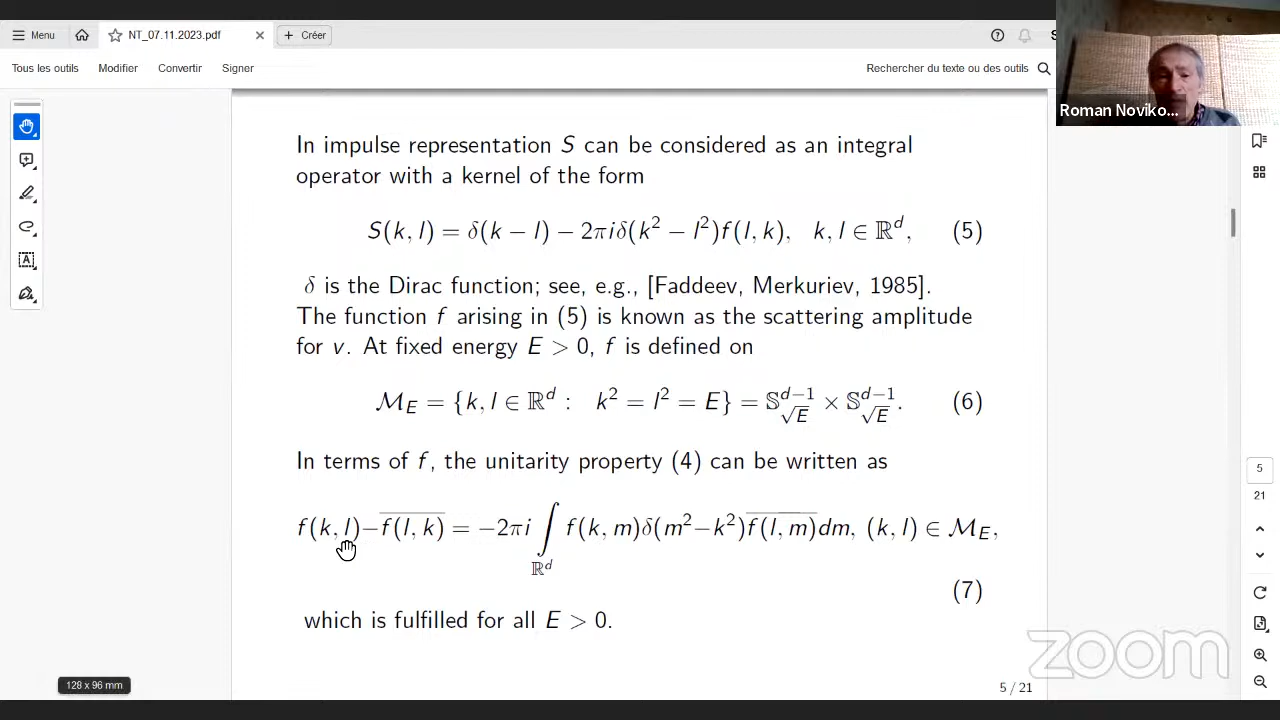 Menu
NT_07.11.2023.pdf
Créer
Tous les outils Modifier Convertir Signer
Rechercher du texte ou des outils
Roman Noviko...
In impulse representation S can be considered as an integral
operator with a kernel of the form
S(k, l) = δ(k − l) − 2πiδ(k² − l²)f(l, k), k, l ∈ ℝᵈ, (5)
δ is the Dirac function; see, e.g., [Faddeev, Merkuriev, 1985].
The function f arising in (5) is known as the scattering amplitude
for v. At fixed energy E > 0, f is defined on
ℳ_E = {k, l ∈ ℝᵈ : k² = l² = E} = 𝕊^{d−1}_{√E} × 𝕊^{d−1}_{√E}. (6)
In terms of f, the unitarity property (4) can be written as
f(k, l)−\overline{f(l, k)} = −2πi ∫_{ℝᵈ} f(k, m)δ(m²−k²)\overline{f(l, m)}dm, (k, l) ∈ ℳ_E,
(7)
which is fulfilled for all E > 0.
5 / 21
128 x 96 mm
5
21
zoom